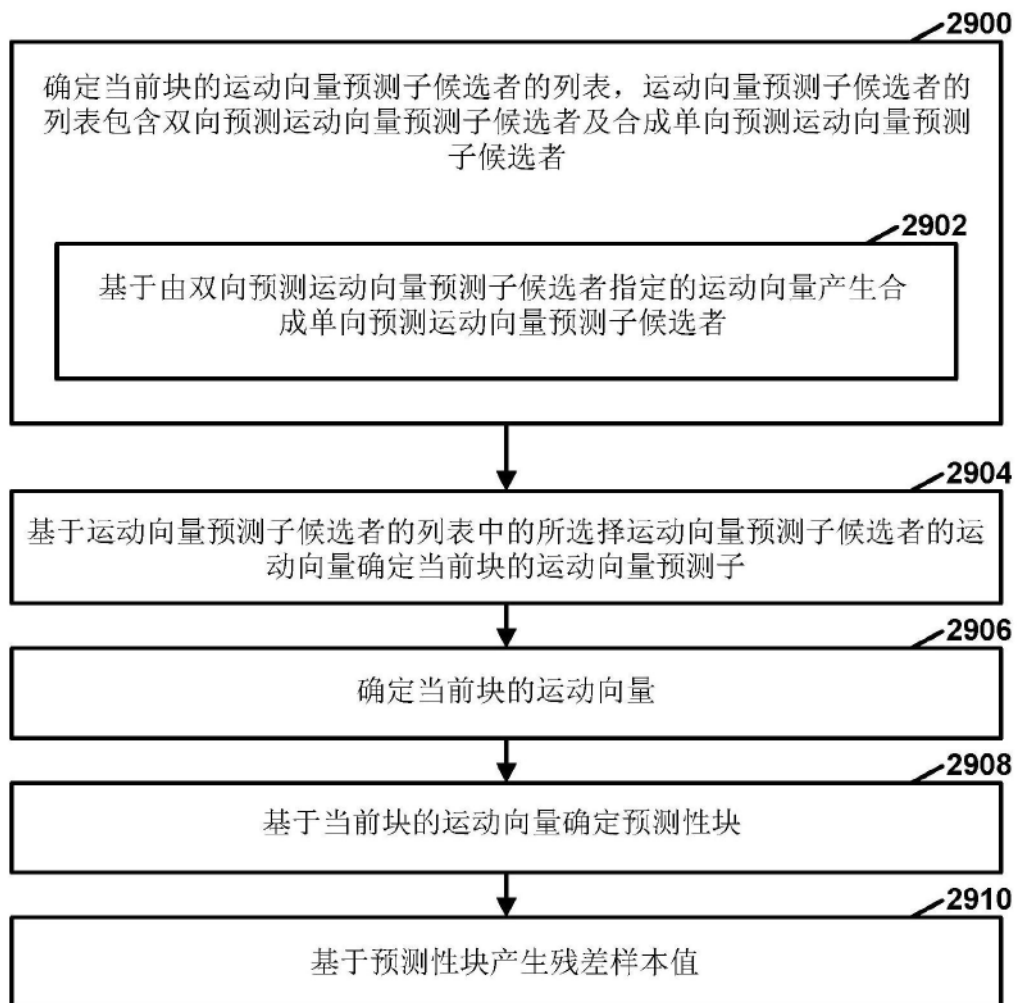 2900
确定当前块的运动向量预测子候选者的列表，运动向量预测子候选者的
列表包含双向预测运动向量预测子候选者及合成单向预测运动向量预测
子候选者
2902
基于由双向预测运动向量预测子候选者指定的运动向量产生合
成单向预测运动向量预测子候选者
2904
基于运动向量预测子候选者的列表中的所选择运动向量预测子候选者的运
动向量确定当前块的运动向量预测子
2906
确定当前块的运动向量
2908
基于当前块的运动向量确定预测性块
2910
基于预测性块产生残差样本值